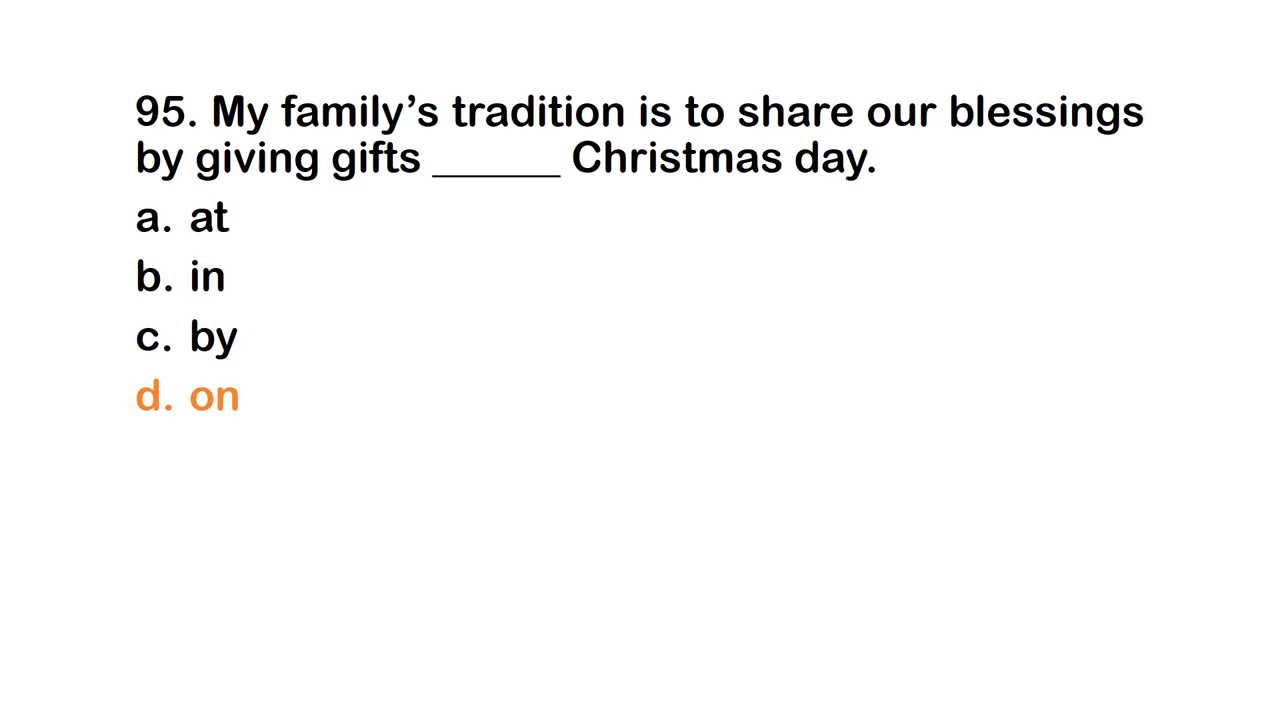 95. My family’s tradition is to share our blessings
by giving gifts ______ Christmas day.
a. at
b. in
c. by
d. on